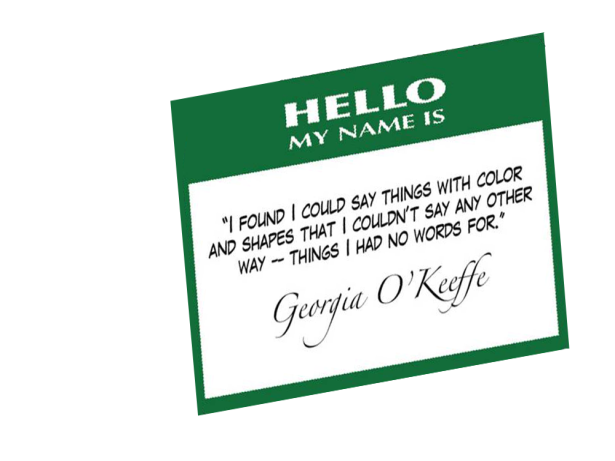 HELLO
MY NAME IS
"I FOUND I COULD SAY THINGS WITH COLOR
AND SHAPES THAT I COULDN'T SAY ANY OTHER
WAY -- THINGS I HAD NO WORDS FOR."
Georgia O'Keeffe